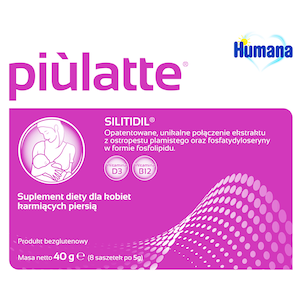 Humana
piùlatte®
SILITIDIL®
Opatentowane, unikalne połączenie ekstraktu
z ostropestu plamistego oraz fosfatydyloseryny
w formie fosfolipidu.
D3
B12
Suplement diety dla kobiet
karmiących piersią
Produkt bezglutenowy
Masa netto 40 g ℮ (8 saszetek po 5g)